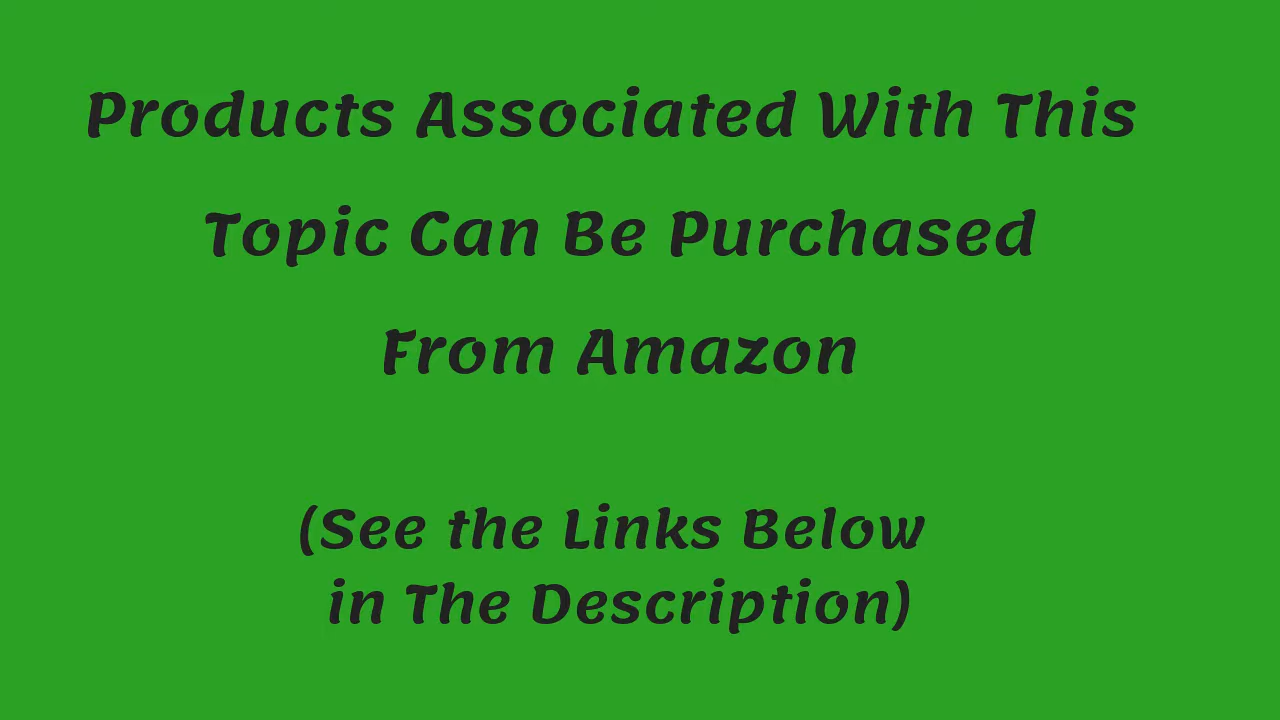 Products Associated With This
Topic Can Be Purchased
From Amazon
(See the Links Below
in The Description)